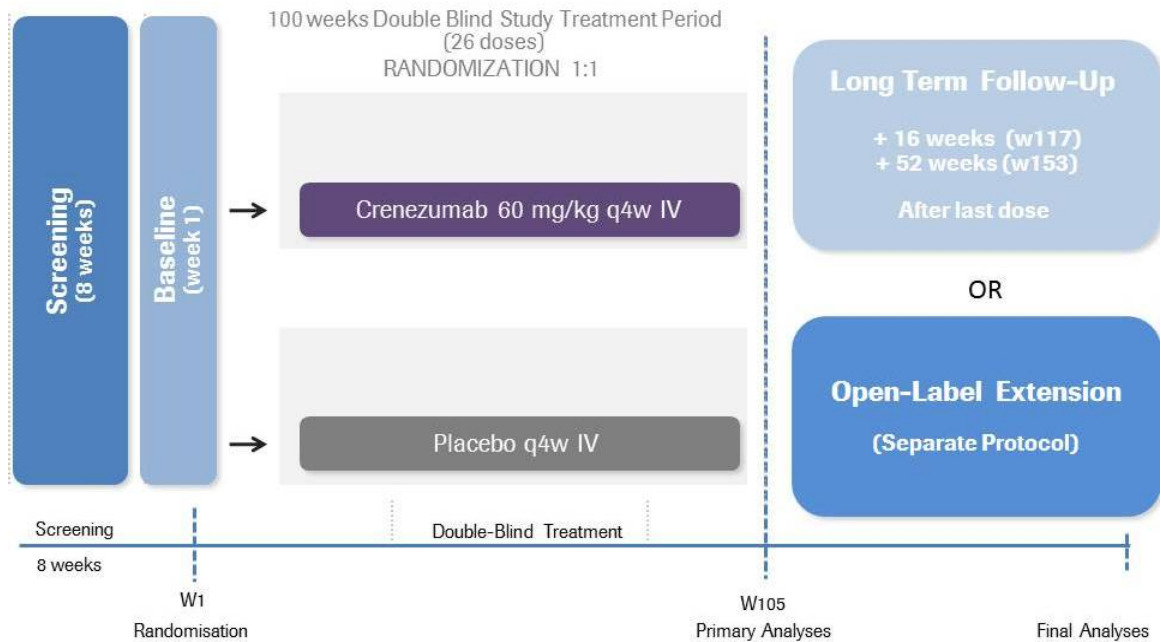 100 weeks Double Blind Study Treatment Period
(26 doses)
RANDOMIZATION 1:1
Screening
(8 weeks)
Baseline
(week 1)
Crenezumab 60 mg/kg q4w IV
Placebo q4w IV
Long Term Follow-Up
+ 16 weeks (w117)
+ 52 weeks (w153)
After last dose
OR
Open-Label Extension
(Separate Protocol)
Screening
Double-Blind Treatment
8 weeks
W1
W105
Randomisation
Primary Analyses
Final Analyses